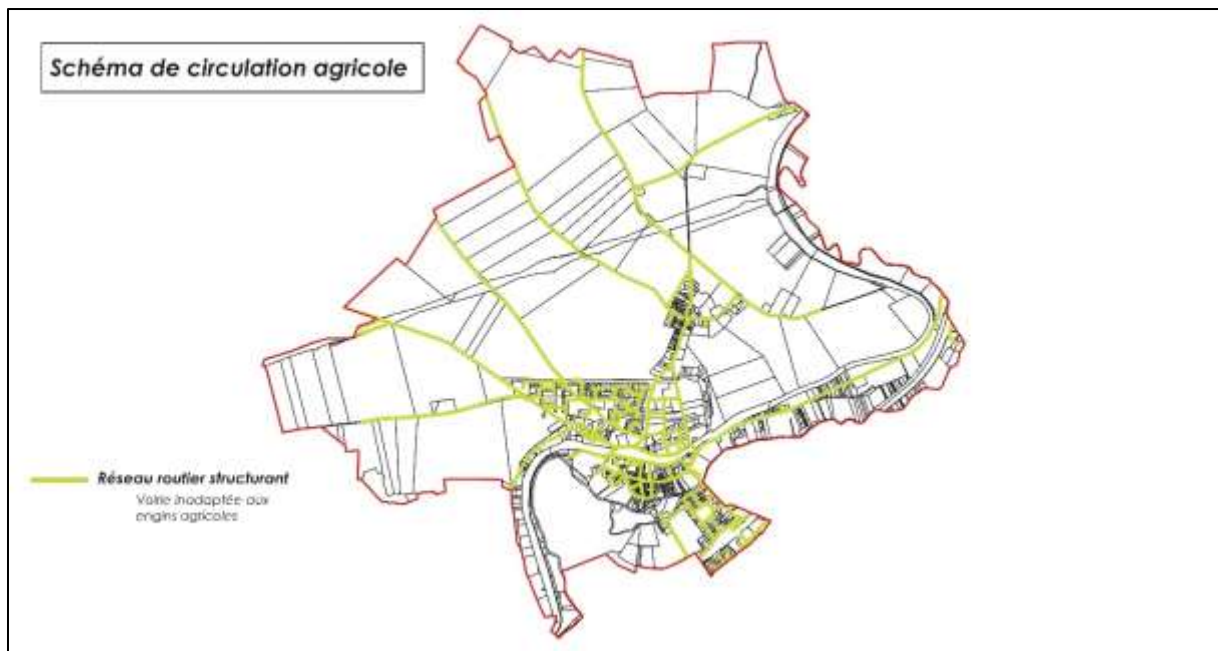 Schéma de circulation agricole
Réseau routier structurant
Voirie inadaptée aux
engins agricoles